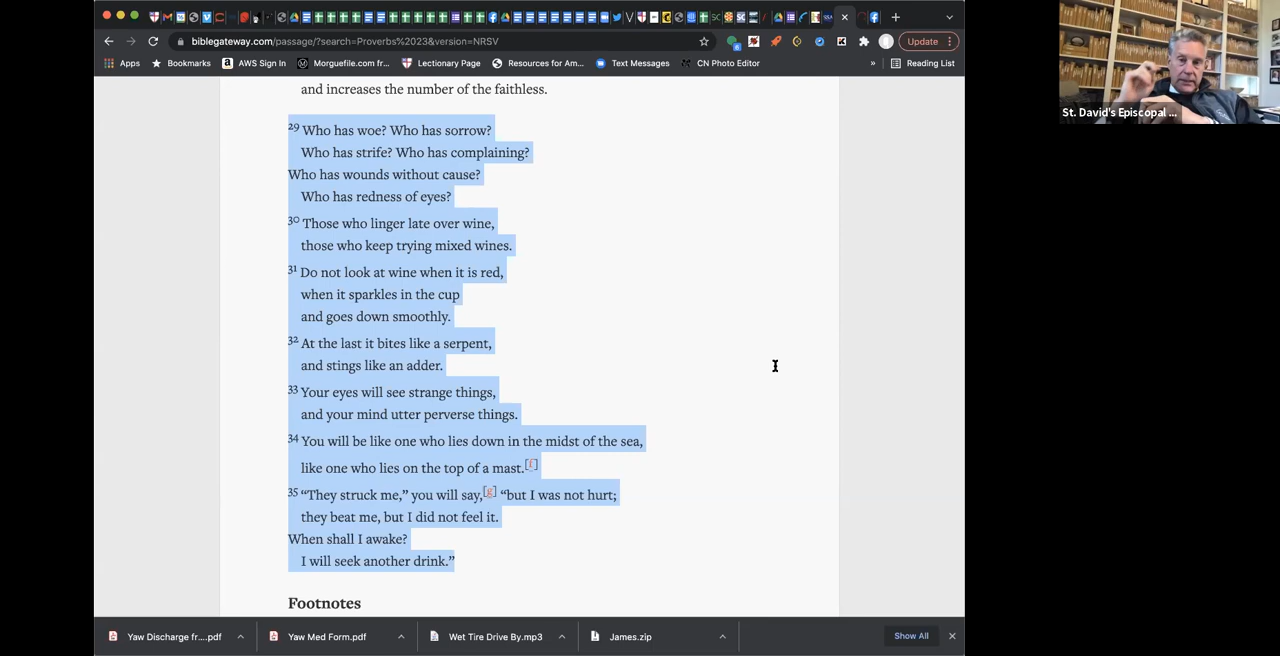 biblegateway.com/passage/?search=Proverbs%2023&version=NRSV
Update
Apps
Bookmarks
AWS Sign In
Morguefile.com fr...
Lectionary Page
Resources for Am...
Text Messages
CN Photo Editor
»
Reading List
and increases the number of the faithless.
29 Who has woe? Who has sorrow?
Who has strife? Who has complaining?
Who has wounds without cause?
Who has redness of eyes?
30 Those who linger late over wine,
those who keep trying mixed wines.
31 Do not look at wine when it is red,
when it sparkles in the cup
and goes down smoothly.
32 At the last it bites like a serpent,
and stings like an adder.
33 Your eyes will see strange things,
and your mind utter perverse things.
34 You will be like one who lies down in the midst of the sea,
like one who lies on the top of a mast.[f]
35 “They struck me,” you will say,[g] “but I was not hurt;
they beat me, but I did not feel it.
When shall I awake?
I will seek another drink.”
Footnotes
Yaw Discharge fr....pdf
Yaw Med Form.pdf
Wet Tire Drive By.mp3
James.zip
Show All
St. David's Episcopal ...